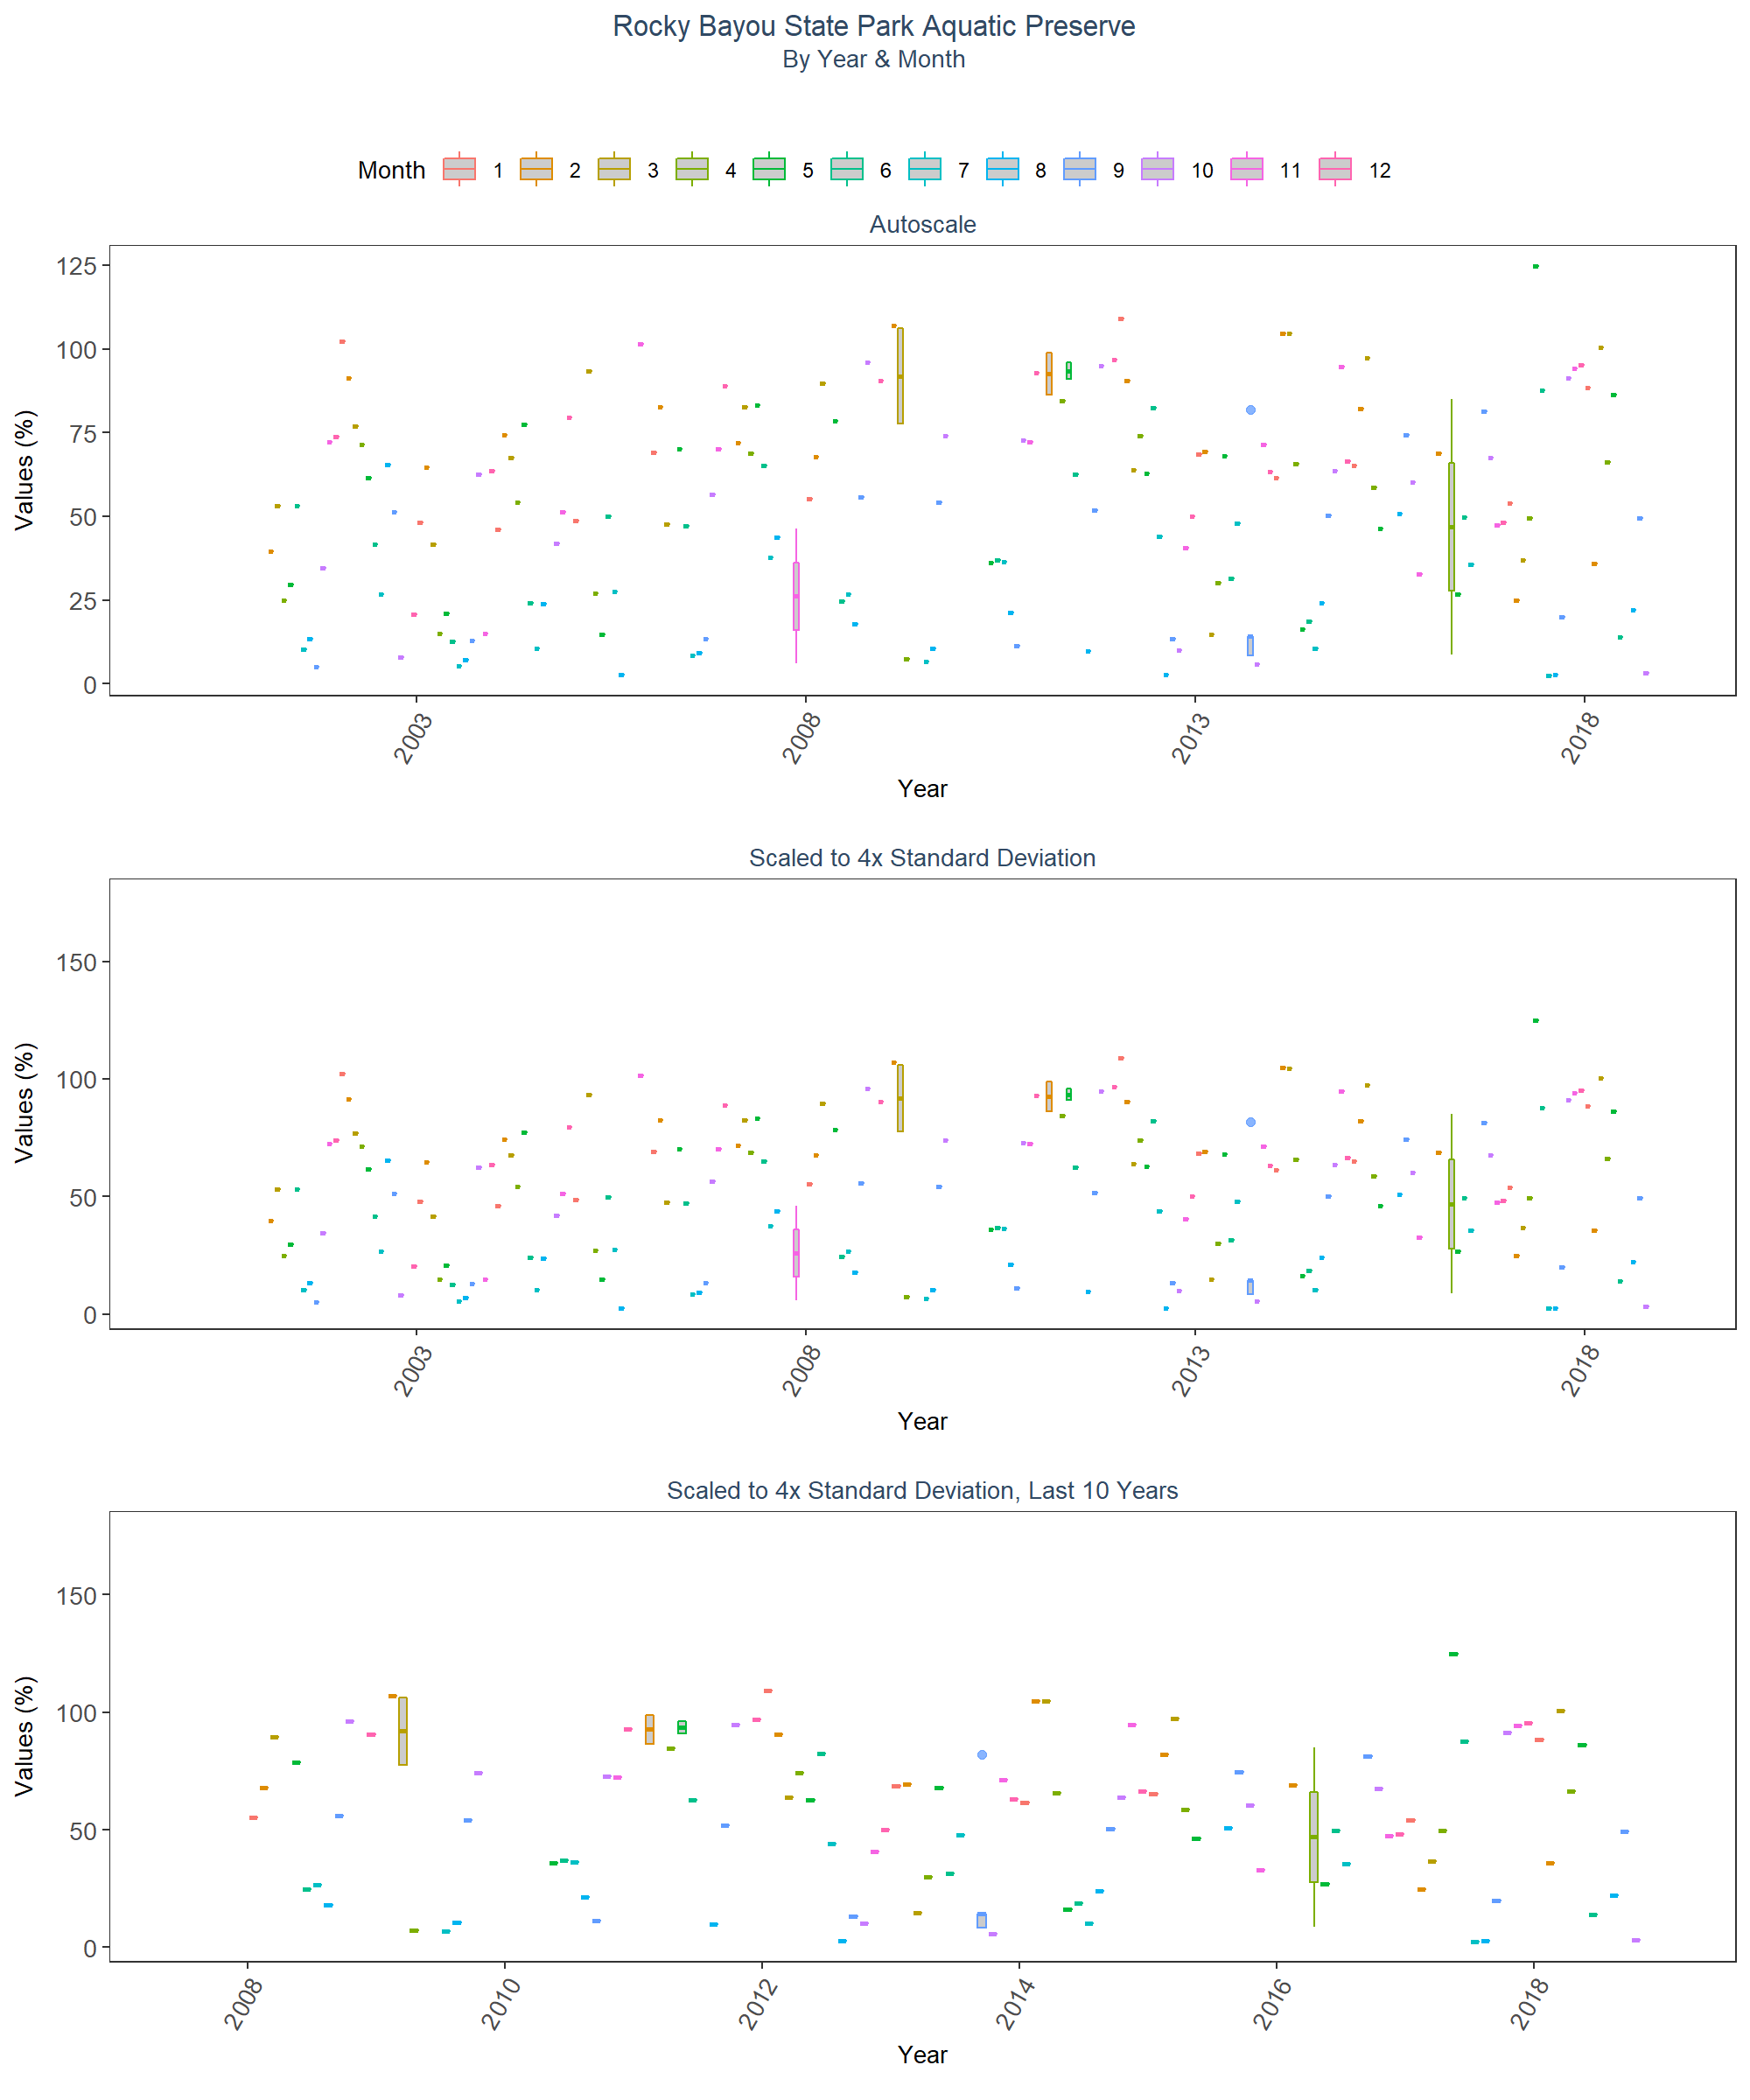 Rocky Bayou State Park Aquatic Preserve
By Year & Month
Month 1 2 3 4 5 6 7 8 9 10 11 12
Autoscale
Values (%)
125
100
75
50
25
0
2003 2008 2013 2018
Year
Scaled to 4x Standard Deviation
Values (%)
150
100
50
0
2003 2008 2013 2018
Year
Scaled to 4x Standard Deviation, Last 10 Years
Values (%)
150
100
50
0
2008 2010 2012 2014 2016 2018
Year